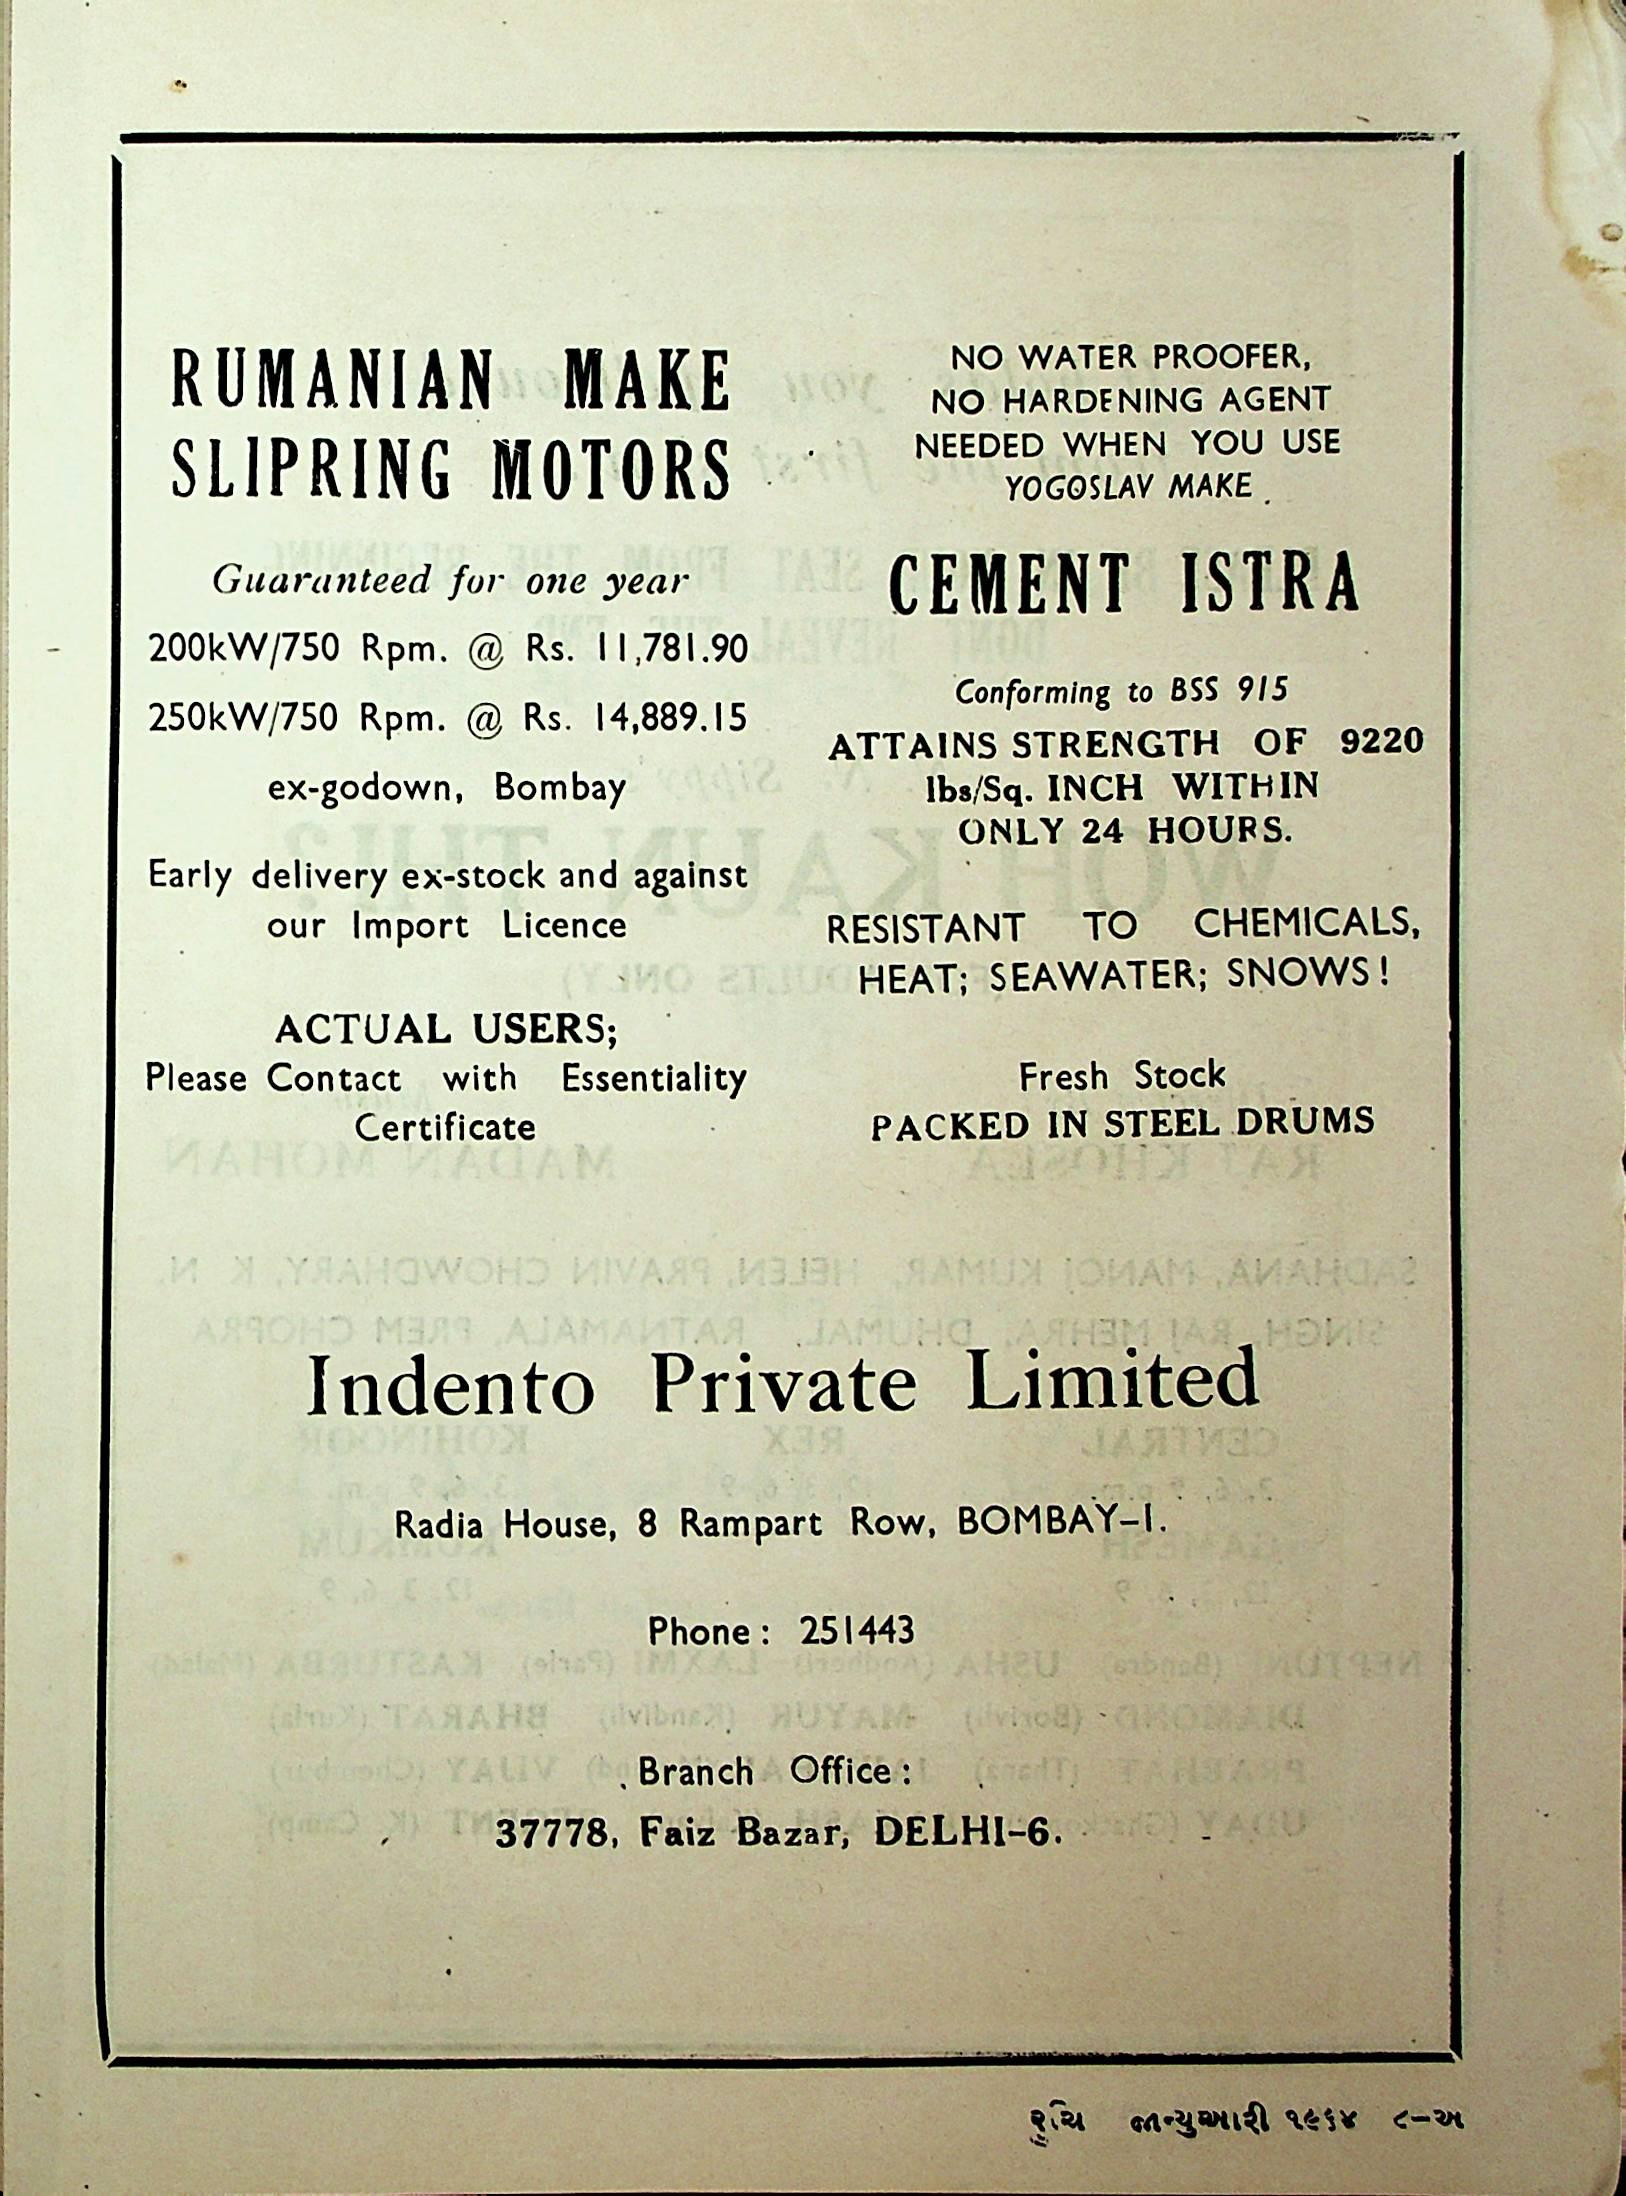 RUMANIAN MAKE
SLIPRING MOTORS
Guaranteed for one year
200kW/750 Rpm. @ Rs. 11,781.90
250kW/750 Rpm. @ Rs. 14,889.15
ex-godown, Bombay
Early delivery ex-stock and against
our Import Licence
ACTUAL USERS;
Please Contact with Essentiality
Certificate
NO WATER PROOFER,
NO HARDENING AGENT
NEEDED WHEN YOU USE
YOGOSLAV MAKE
CEMENT ISTRA
Conforming to BSS 915
ATTAINS STRENGTH OF 9220
lbs/Sq. INCH WITHIN
ONLY 24 HOURS.
RESISTANT TO CHEMICALS,
HEAT; SEAWATER; SNOWS!
Fresh Stock
PACKED IN STEEL DRUMS
Indento Private Limited
Radia House, 8 Rampart Row, BOMBAY-1.
Phone: 251443
Branch Office:
37778, Faiz Bazar, DELHI-6.
રૂચિ જાન્યુઆરી ૧૯૬૪ ૮-અ